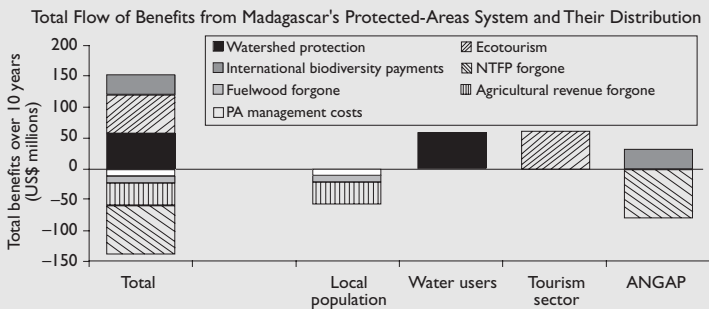 Total Flow of Benefits from Madagascar's Protected-Areas System and Their Distribution
Total benefits over 10 years
(US$ millions)
200
150
100
50
0
−50
−100
−150
Watershed protection
Ecotourism
International biodiversity payments
NTFP forgone
Fuelwood forgone
Agricultural revenue forgone
PA management costs
Total
Local
population
Water users
Tourism
sector
ANGAP